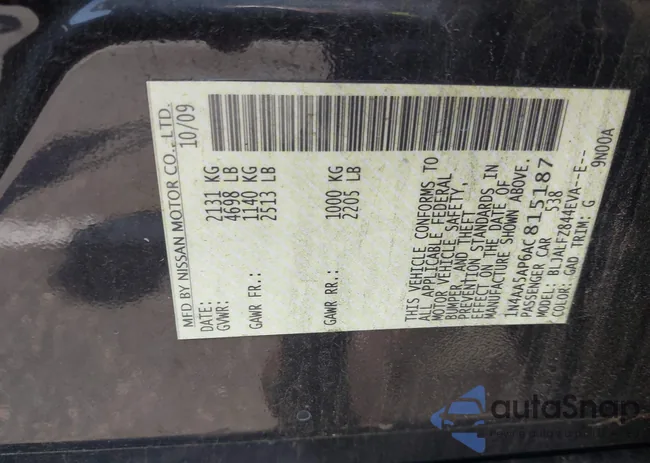 MFD BY NISSAN MOTOR CO., LTD.
DATE: 10/09
GVWR: 2131 KG
4698 LB
GAWR FR.: 1140 KG
2513 LB
GAWR RR.: 1000 KG
2205 LB
THIS VEHICLE CONFORMS TO
ALL APPLICABLE FEDERAL
MOTOR VEHICLE SAFETY,
BUMPER, AND THEFT
PREVENTION STANDARDS IN
EFFECT ON THE DATE OF
MANUFACTURE SHOWN ABOVE.
1N4AA5AP6AC815187
PASSENGER CAR 538
MODEL: BLJALFZ844EVA--E--
COLOR: GAD TRIM: G 9N00A
autoSnap